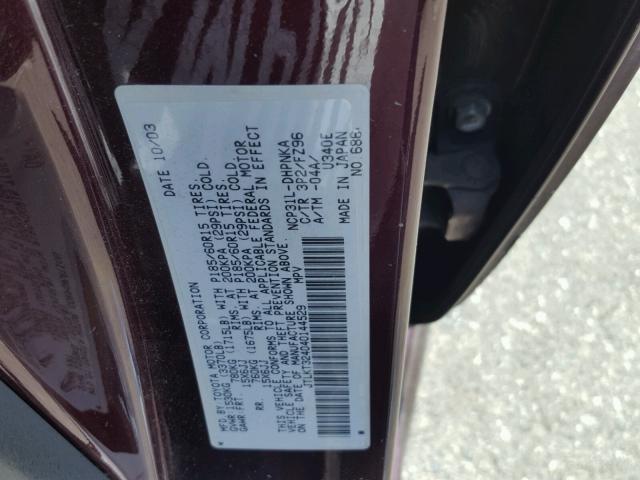 MFD. BY TOYOTA MOTOR CORPORATION DATE 10/03
GVWR 1530KG (3370LB)
GAWR FRT. 780KG (1715LB) WITH P185/60R15 TIRES,
15X6JJ RIMS, AT 200KPA (29PSI) COLD.
RR. 760KG (1675LB) WITH P185/60R15 TIRES,
15X6JJ RIMS, AT 200KPA (29PSI) COLD.
THIS VEHICLE CONFORMS TO ALL APPLICABLE FEDERAL MOTOR
VEHICLE SAFETY AND THEFT PREVENTION STANDARDS IN EFFECT
ON THE DATE OF MANUFACTURE SHOWN ABOVE.
JTLKT324040144529 MPV NCP31L-DHPNKA
C/TR 3P2/FZ96
A/TM -04A/ U340E
MADE IN JAPAN
NO.686